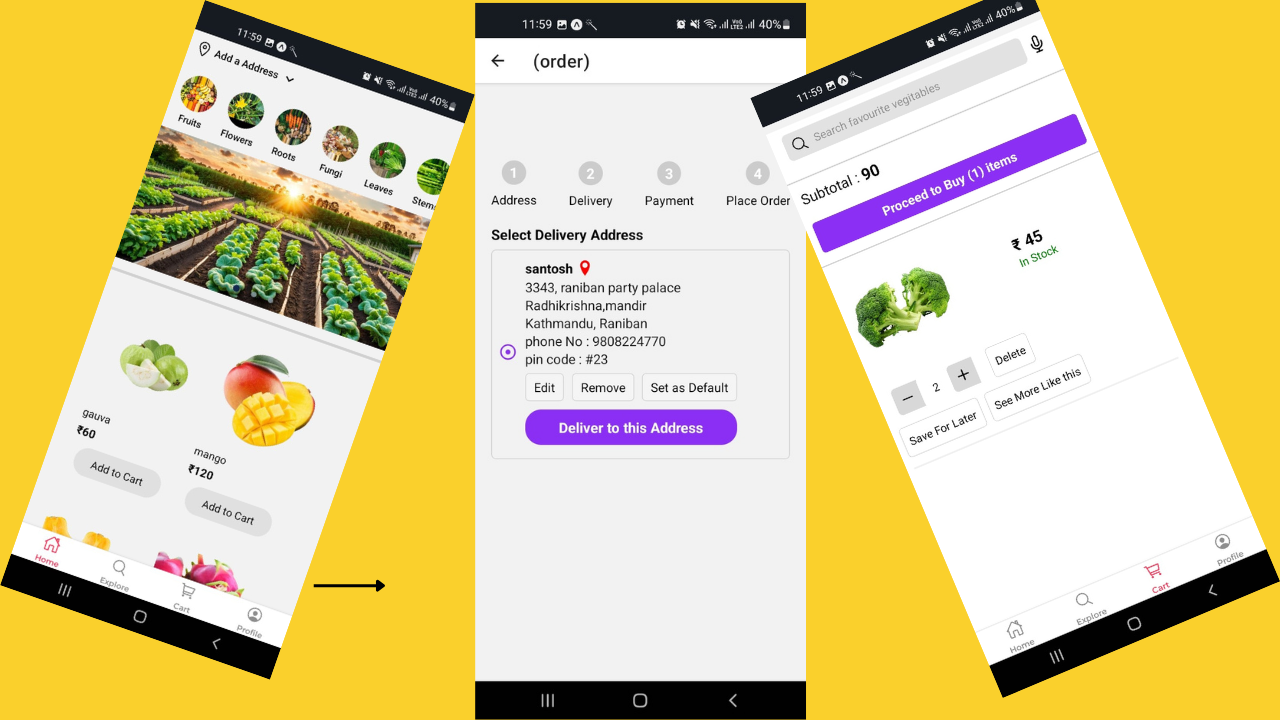 11:59
40%
Add a Address
Fruits
Flowers
Roots
Fungi
Leaves
Stems
gauva
₹60
Add to Cart
mango
₹120
Add to Cart
Home
Explore
Cart
Profile
11:59
Vo))
LTE2
40%
(order)
1
2
3
4
Address
Delivery
Payment
Place Order
Select Delivery Address
santosh
3343, raniban party palace
Radhikrishna,mandir
Kathmandu, Raniban
phone No : 9808224770
pin code : #23
Edit
Remove
Set as Default
Deliver to this Address
11:59
40%
Search favourite vegitables
Subtotal : 90
Proceed to Buy (1) items
₹ 45
In Stock
2
Delete
Save For Later
See More Like this
Home
Explore
Cart
Profile